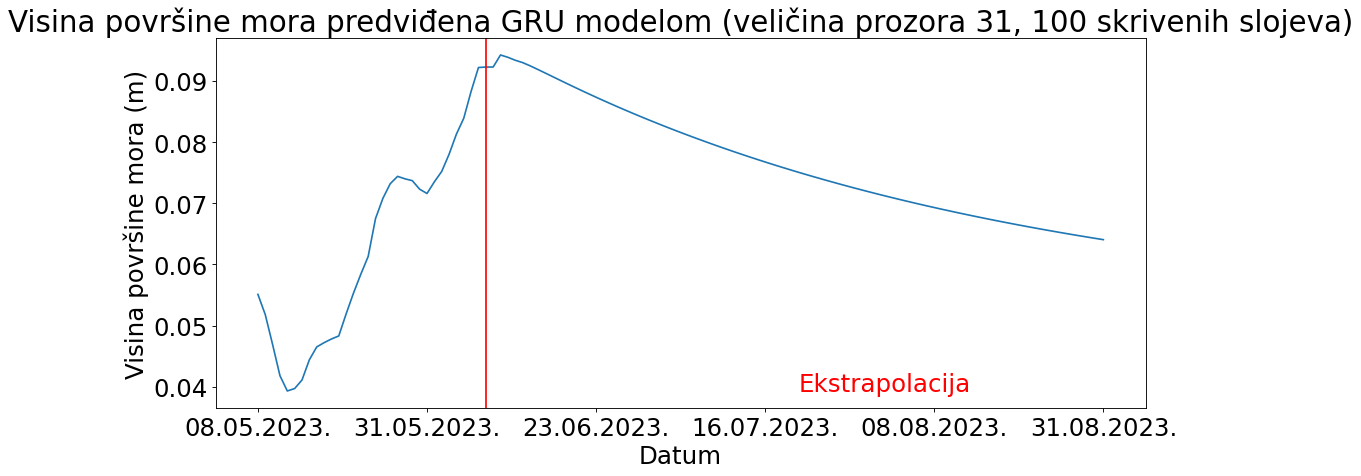 Visina površine mora predviđena GRU modelom (veličina prozora 31, 100 skrivenih slojeva)
Visina površine mora (m)
0.09
0.08
0.07
0.06
0.05
0.04
Ekstrapolacija
08.05.2023. 31.05.2023. 23.06.2023. 16.07.2023. 08.08.2023. 31.08.2023.
Datum